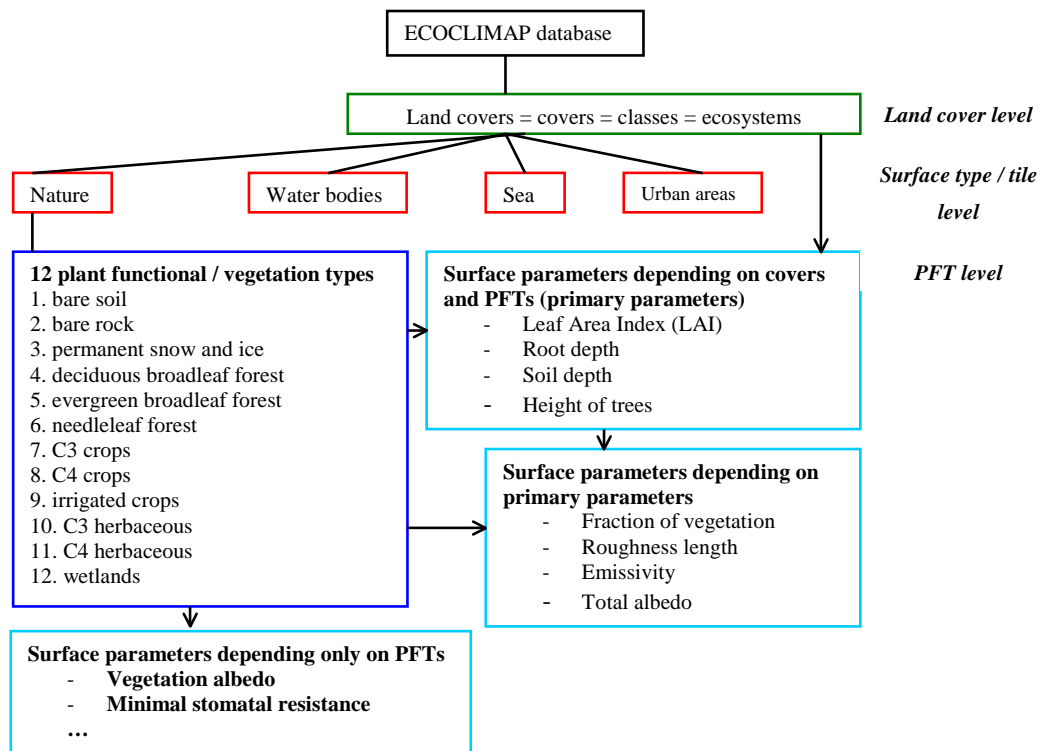 ECOCLIMAP database
Land covers = covers = classes = ecosystems
Land cover level
Nature
Water bodies
Sea
Urban areas
Surface type / tile
level
12 plant functional / vegetation types
1. bare soil
2. bare rock
3. permanent snow and ice
4. deciduous broadleaf forest
5. evergreen broadleaf forest
6. needleleaf forest
7. C3 crops
8. C4 crops
9. irrigated crops
10. C3 herbaceous
11. C4 herbaceous
12. wetlands
Surface parameters depending on covers
and PFTs (primary parameters)
- Leaf Area Index (LAI)
- Root depth
- Soil depth
- Height of trees
PFT level
Surface parameters depending on
primary parameters
- Fraction of vegetation
- Roughness length
- Emissivity
- Total albedo
Surface parameters depending only on PFTs
- Vegetation albedo
- Minimal stomatal resistance
...